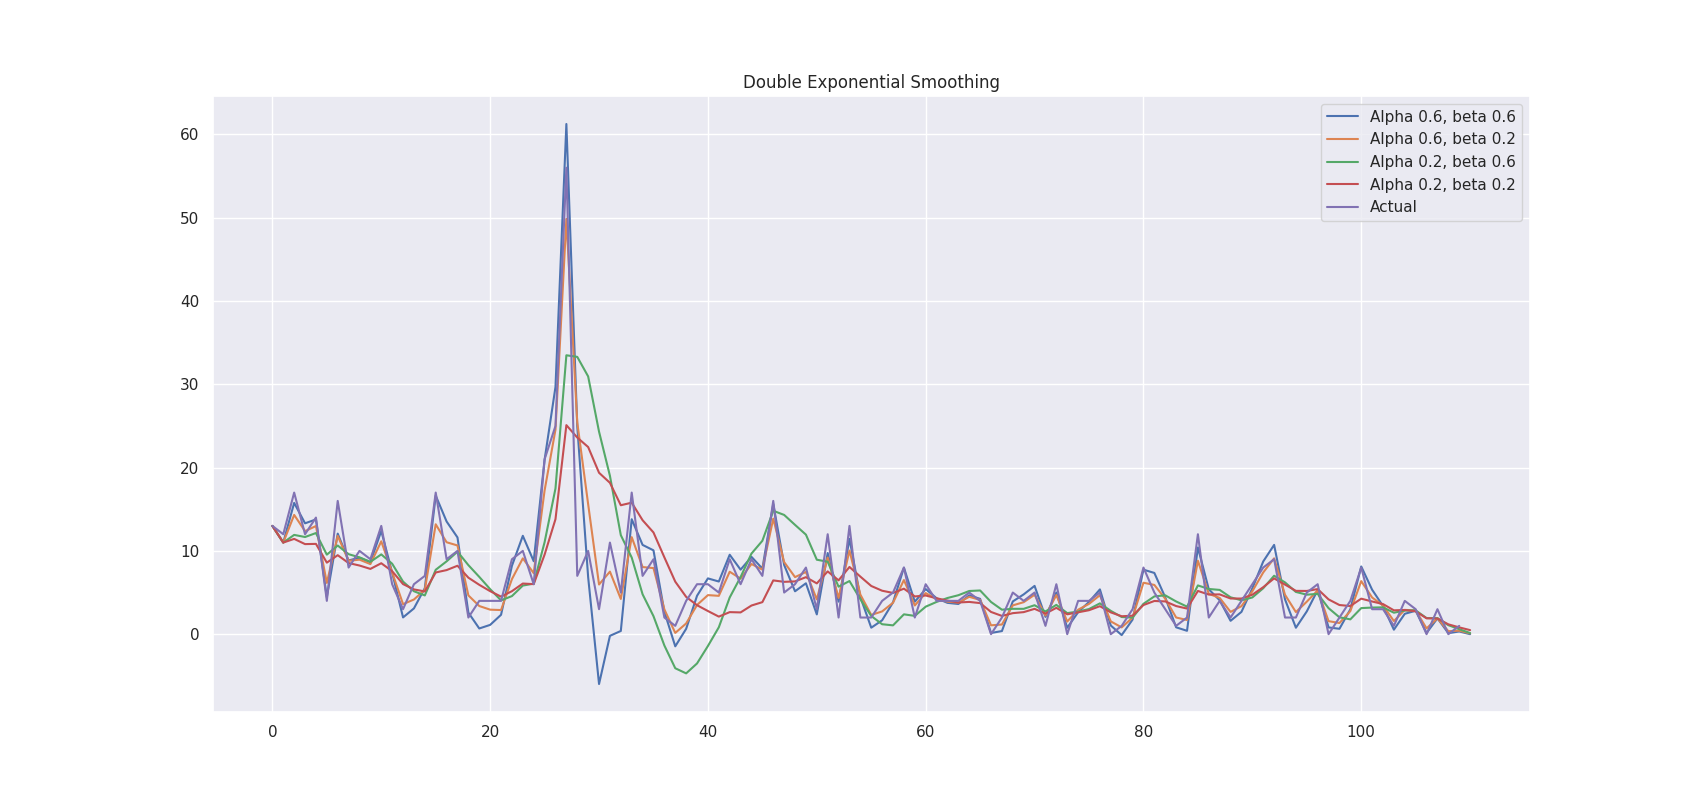 Double Exponential Smoothing
Alpha 0.6, beta 0.6
Alpha 0.6, beta 0.2
Alpha 0.2, beta 0.6
Alpha 0.2, beta 0.2
Actual
60
50
40
30
20
10
0
0 20 40 60 80 100